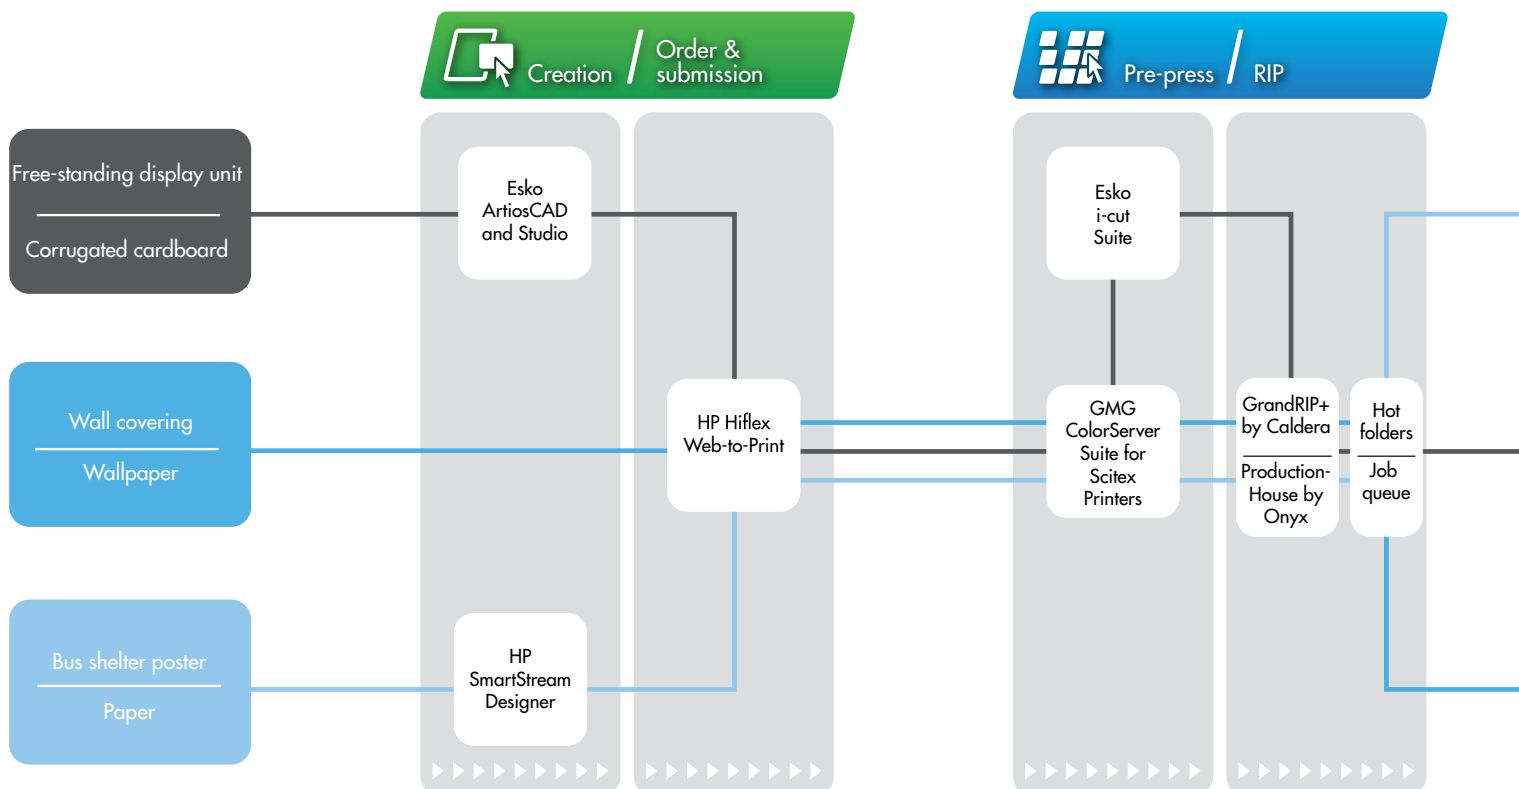 Creation
Order &
submission
Pre-press
RIP
Free-standing display unit
Corrugated cardboard
Esko
ArtiosCAD
and Studio
Esko
i-cut
Suite
Wall covering
Wallpaper
HP Hiflex
Web-to-Print
GMG
ColorServer
Suite for
Scitex
Printers
GrandRIP+
by Caldera
Production-
House by
Onyx
Hot
folders
Job
queue
Bus shelter poster
Paper
HP
SmartStream
Designer